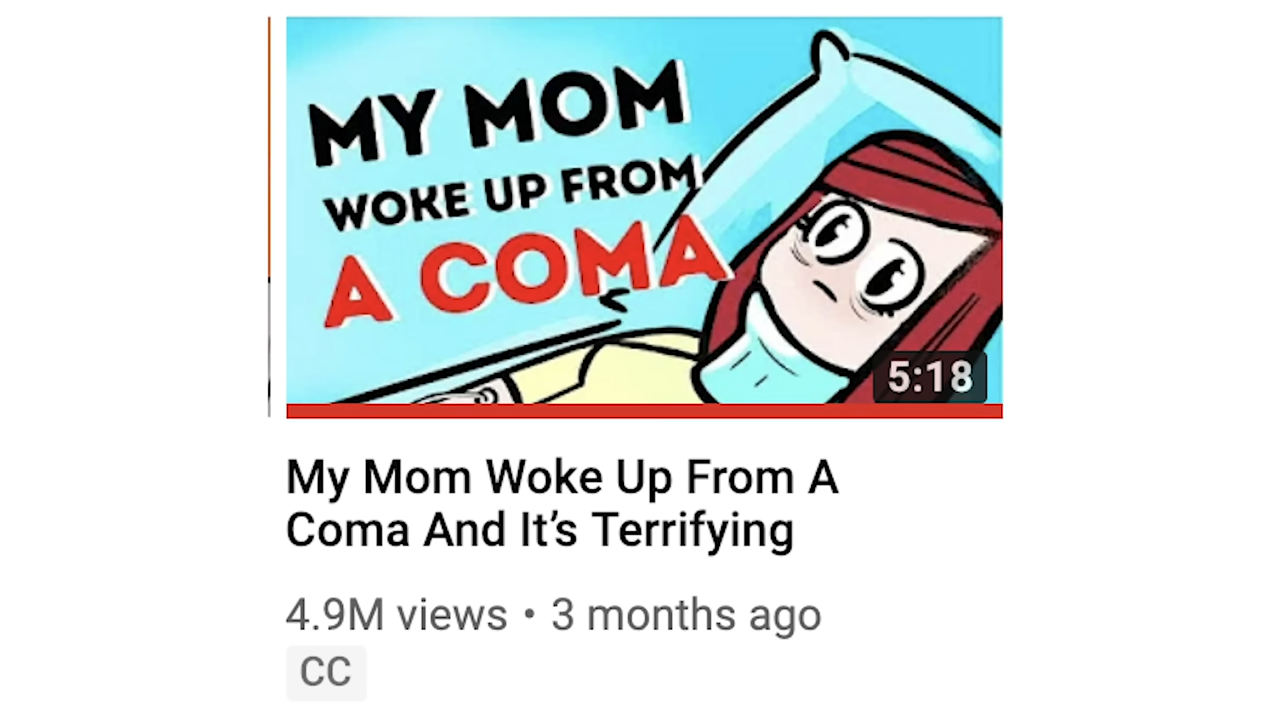 MY MOM
WOKE UP FROM
A COMA
5:18
My Mom Woke Up From A
Coma And It’s Terrifying
4.9M views • 3 months ago
CC